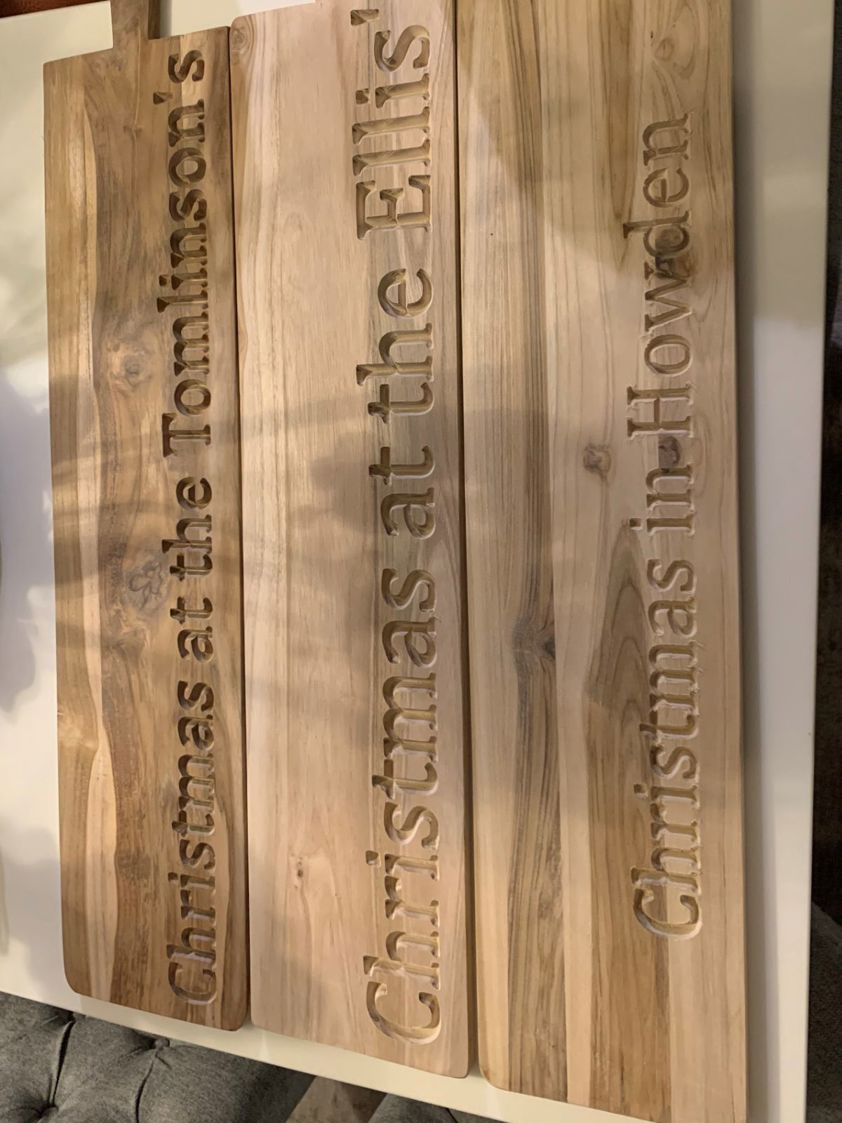 Christmas at the Tomlinson's
Christmas at the Ellis'
Christmas in Howden